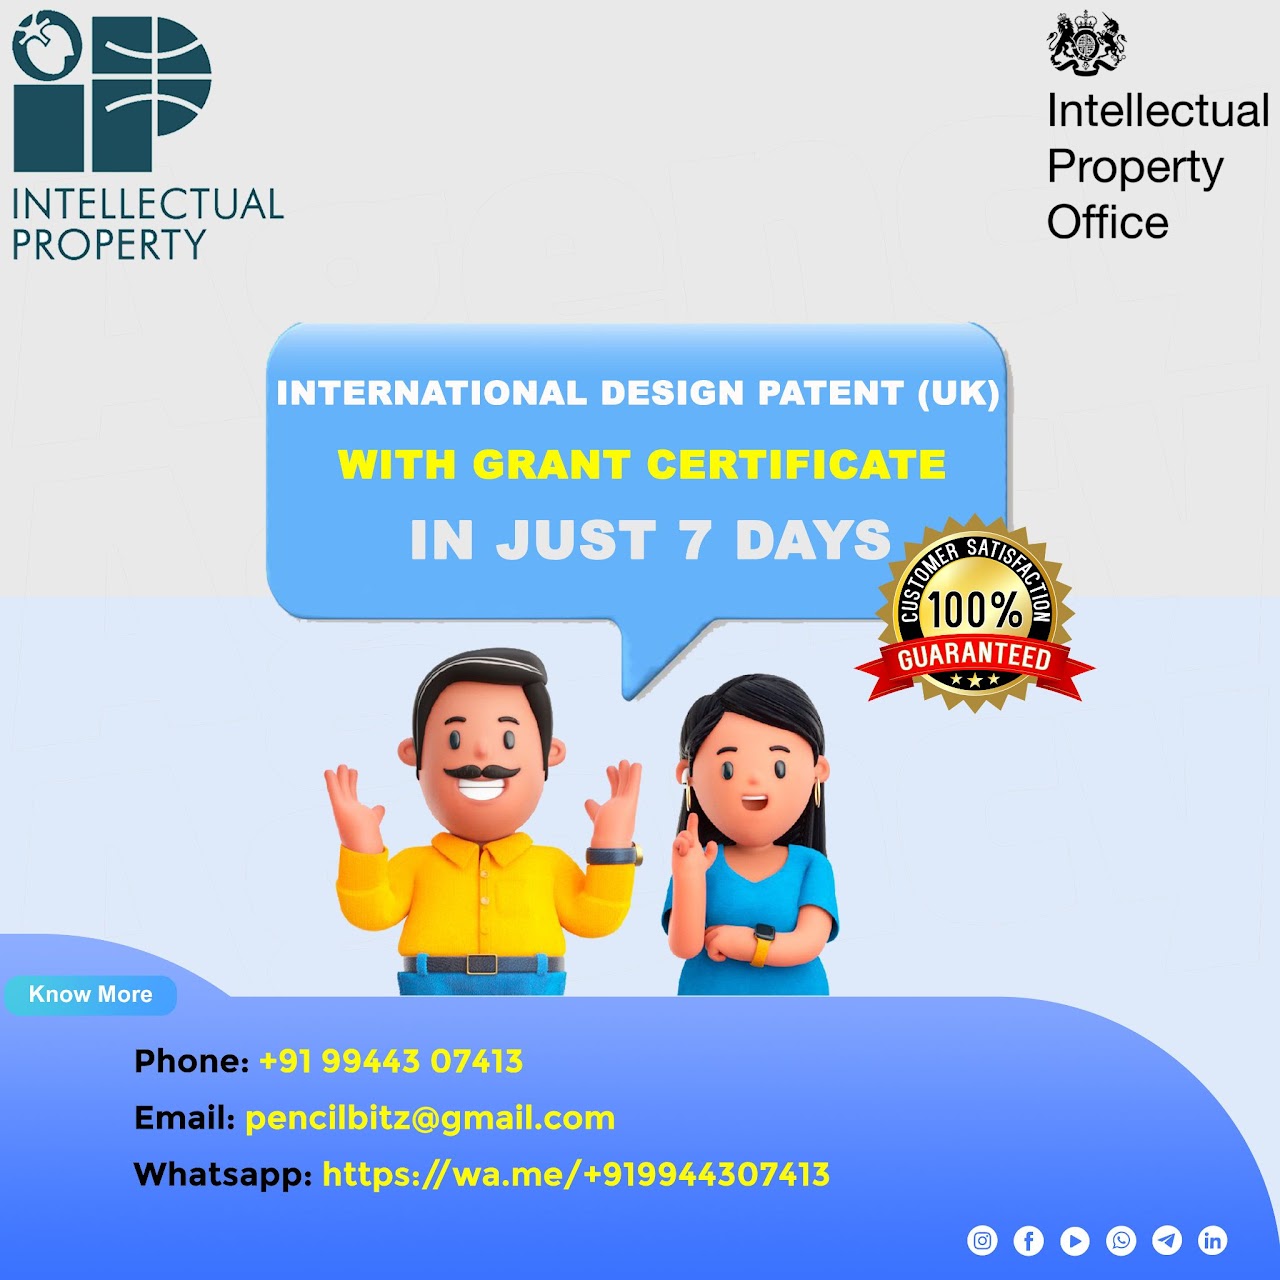 INTELLECTUAL
PROPERTY
Intellectual
Property
Office
INTERNATIONAL DESIGN PATENT (UK)
WITH GRANT CERTIFICATE
IN JUST 7 DAYS
CUSTOMER SATISFACTION
100%
GUARANTEED
Know More
Phone: +91 99443 07413
Email: pencilbitz@gmail.com
Whatsapp: https://wa.me/+919944307413